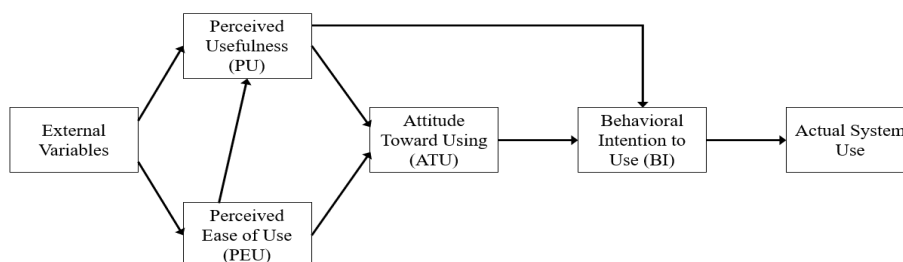 Perceived
Usefulness
(PU)
External
Variables
Attitude
Toward Using
(ATU)
Behavioral
Intention to
Use (BI)
Actual System
Use
Perceived
Ease of Use
(PEU)